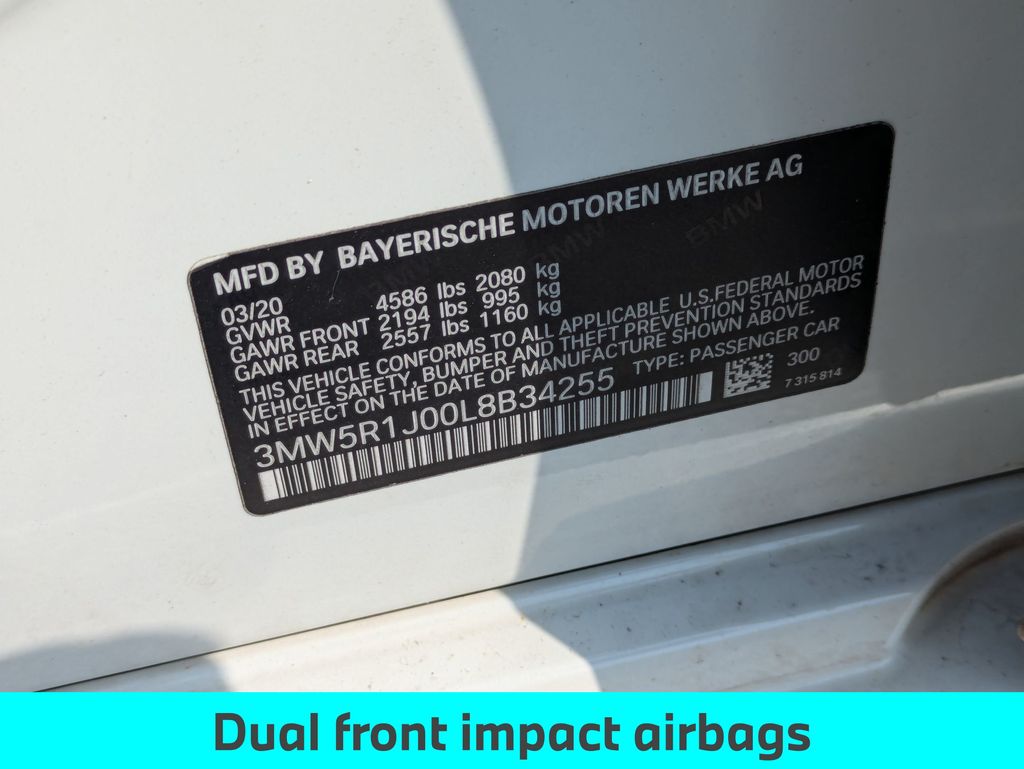 MFD BY BAYERISCHE MOTOREN WERKE AG
03/20
GVWR 4586 lbs 2080 kg
GAWR FRONT 2194 lbs 995 kg
GAWR REAR 2557 lbs 1160 kg
THIS VEHICLE CONFORMS TO ALL APPLICABLE U.S.FEDERAL MOTOR
VEHICLE SAFETY, BUMPER AND THEFT PREVENTION STANDARDS
IN EFFECT ON THE DATE OF MANUFACTURE SHOWN ABOVE.
3MW5R1J00L8B34255 TYPE: PASSENGER CAR
300
7 315 814
BMW BMW BMW
Dual front impact airbags